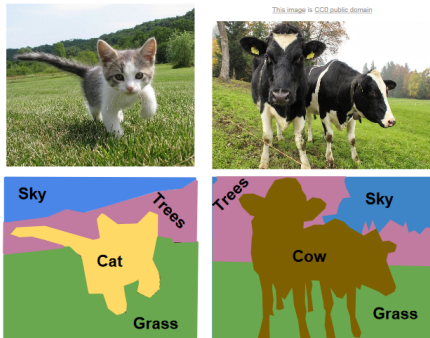 This image is CC0 public domain
Sky
Trees
Cat
Grass
Trees
Sky
Cow
Grass